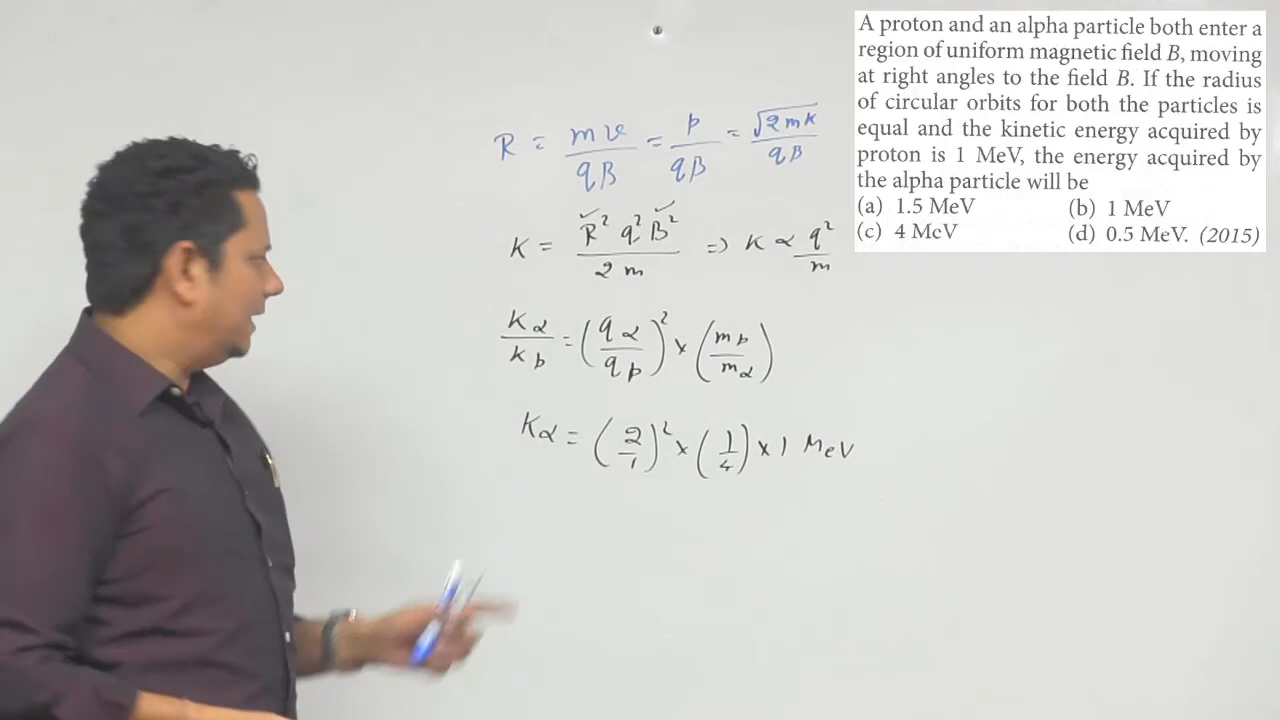 A proton and an alpha particle both enter a
region of uniform magnetic field B, moving
at right angles to the field B. If the radius
of circular orbits for both the particles is
equal and the kinetic energy acquired by
proton is 1 MeV, the energy acquired by
the alpha particle will be
(a) 1.5 MeV (b) 1 MeV
(c) 4 MeV (d) 0.5 MeV. (2015)
R = mv/qB = p/qB = √2mK/qB
K = R² q² B²/2m ⇒ K ∝ q²/m
Kα/Kp = (qα/qp)² × (mp/mα)
Kα = (2/1)² × (1/4) × 1 MeV